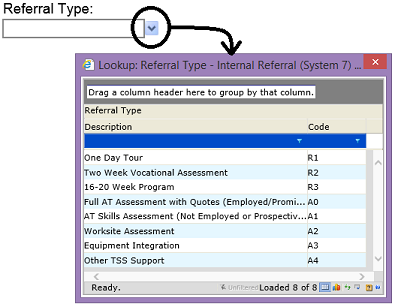 Referral Type:
Lookup: Referral Type - Internal Referral (System 7) ...
Drag a column header here to group by that column.
Referral Type
Description Code
One Day Tour R1
Two Week Vocational Assessment R2
16-20 Week Program R3
Full AT Assessment with Quotes (Employed/Promi... A0
AT Skills Assessment (Not Employed or Prospectiv... A1
Worksite Assessment A2
Equipment Integration A3
Other TSS Support A4
Ready. Unfiltered Loaded 8 of 8